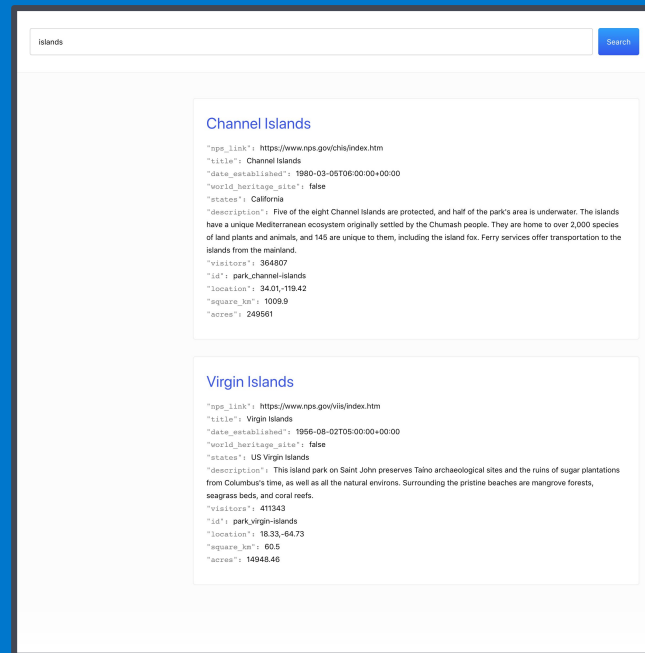 islands
Search
Channel Islands
"nps_link": https://www.nps.gov/chis/index.htm
"title": Channel Islands
"date_established": 1980-03-05T06:00:00+00:00
"world_heritage_site": false
"states": California
"description": Five of the eight Channel Islands are protected, and half of the park's area is underwater. The islands
have a unique Mediterranean ecosystem originally settled by the Chumash people. They are home to over 2,000 species
of land plants and animals, and 145 are unique to them, including the island fox. Ferry services offer transportation to the
islands from the mainland.
"visitors": 364807
"id": park_channel-islands
"location": 34.01,-119.42
"square_km": 1009.9
"acres": 249561
Virgin Islands
"nps_link": https://www.nps.gov/viis/index.htm
"title": Virgin Islands
"date_established": 1956-08-02T05:00:00+00:00
"world_heritage_site": false
"states": US Virgin Islands
"description": This island park on Saint John preserves Taíno archaeological sites and the ruins of sugar plantations
from Columbus's time, as well as all the natural environs. Surrounding the pristine beaches are mangrove forests,
seagrass beds, and coral reefs.
"visitors": 411343
"id": park_virgin-islands
"location": 18.33,-64.73
"square_km": 60.5
"acres": 14948.46